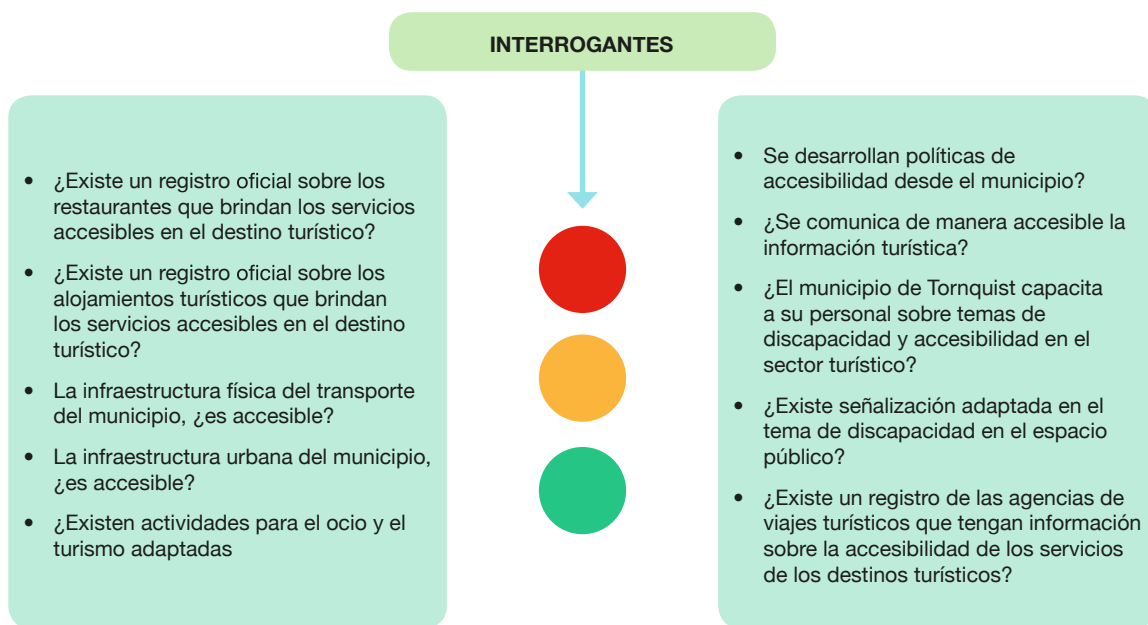 INTERROGANTES
• ¿Existe un registro oficial sobre los
restaurantes que brindan los servicios
accesibles en el destino turístico?
• ¿Existe un registro oficial sobre los
alojamientos turísticos que brindan
los servicios accesibles en el destino
turístico?
• La infraestructura física del transporte
del municipio, ¿es accesible?
• La infraestructura urbana del municipio,
¿es accesible?
• ¿Existen actividades para el ocio y el
turismo adaptadas
• Se desarrollan políticas de
accesibilidad desde el municipio?
• ¿Se comunica de manera accesible la
información turística?
• ¿El municipio de Tornquist capacita
a su personal sobre temas de
discapacidad y accesibilidad en el
sector turístico?
• ¿Existe señalización adaptada en el
tema de discapacidad en el espacio
público?
• ¿Existe un registro de las agencias de
viajes turísticos que tengan información
sobre la accesibilidad de los servicios
de los destinos turísticos?